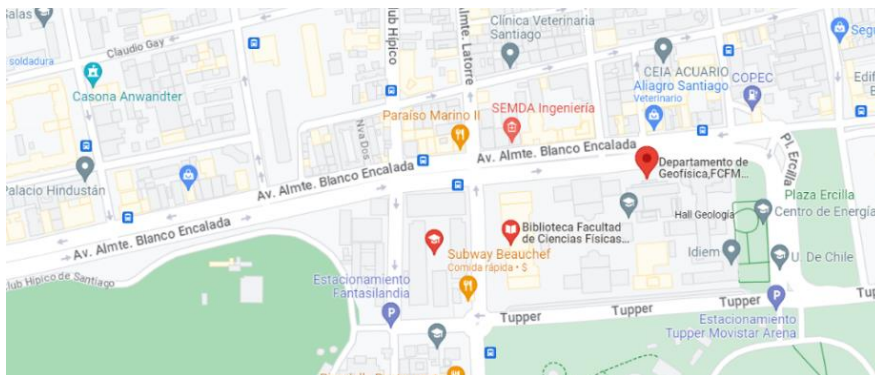 Salas
Claudio Gay
soldadura
Casona Anwandter
Club Hípico
Almte. Latorre
Clínica Veterinaria
Santiago
CEIA ACUARIO
Aliagro Santiago
Veterinario
COPEC
Segu
Edif
Paraíso Marino II
SEMDA Ingeniería
Nva Dos
Av. Almte. Blanco Encalada
Av. Almte. Blanco Encalada
Av. Almte. Blanco Encalada
Palacio Hindustán
Departamento de
Geofísica,FCFM...
Pl. Ercilla
Plaza Ercilla
Hall Geología
Centro de Energía
Biblioteca Facultad
de Ciencias Físicas...
Idiem
U. De Chile
Subway Beauchef
Comida rápida • $
Club Hípico de Santiago
Estacionamiento
Fantasilandia
P
Tupper
Tupper
Tupper
Tupper
P
Estacionamiento
Tupper Movistar Arena